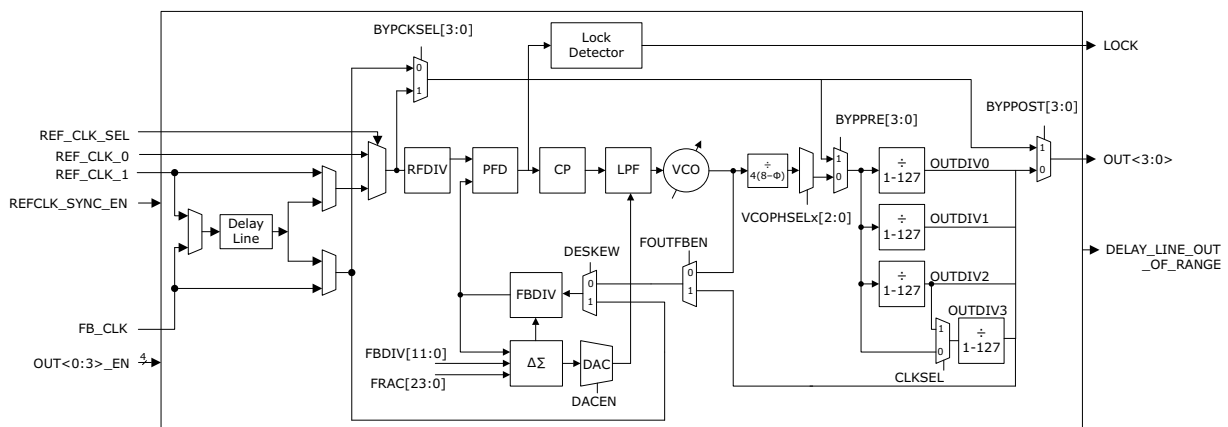 BYPCKSEL[3:0]
0
1
Lock
Detector
LOCK
BYPPOST[3:0]
1
0
OUT<3:0>
BYPPRE[3:0]
1
0
REF_CLK_SEL
REF_CLK_0
REF_CLK_1
REFCLK_SYNC_EN
RFDIV
PFD
CP
LPF
VCO
÷
4(8-Φ)
VCOPHSELx[2:0]
÷
1-127
OUTDIV0
÷
1-127
OUTDIV1
÷
1-127
OUTDIV2
1
0
CLKSEL
OUTDIV3
÷
1-127
DELAY_LINE_OUT
_OF_RANGE
Delay
Line
DESKEW
0
1
FOUTFBEN
0
1
FBDIV
FB_CLK
OUT<0:3>_EN
4
FBDIV[11:0]
FRAC[23:0]
ΔΣ
DAC
DACEN